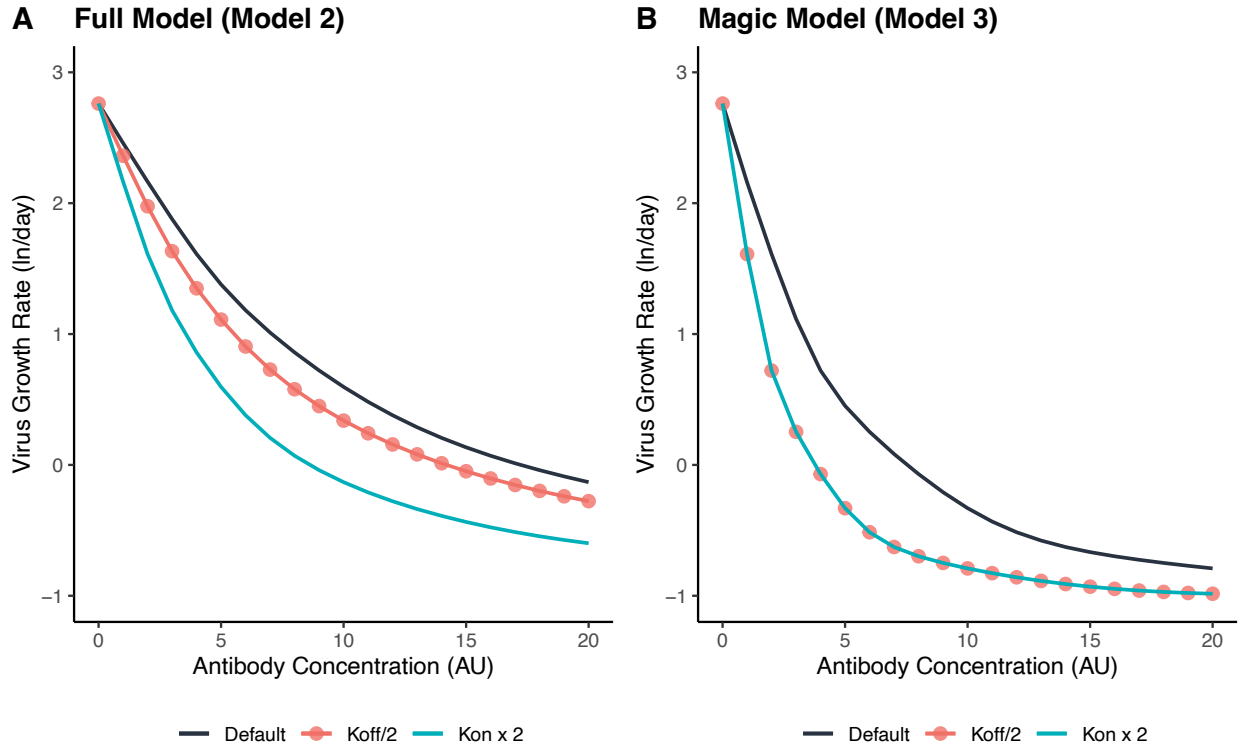 A Full Model (Model 2)
Virus Growth Rate (ln/day)
3
2
1
0
−1
0 5 10 15 20
Antibody Concentration (AU)
Default Koff/2 Kon x 2
B Magic Model (Model 3)
Virus Growth Rate (ln/day)
3
2
1
0
−1
0 5 10 15 20
Antibody Concentration (AU)
Default Koff/2 Kon x 2